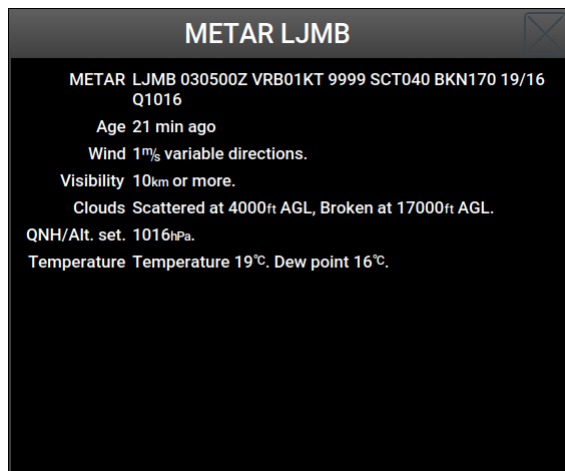 METAR LJMB
METAR LJMB 030500Z VRB01KT 9999 SCT040 BKN170 19/16
Q1016
Age 21 min ago
Wind 1m/s variable directions.
Visibility 10km or more.
Clouds Scattered at 4000ft AGL, Broken at 17000ft AGL.
QNH/Alt. set. 1016hPa.
Temperature Temperature 19°C. Dew point 16°C.